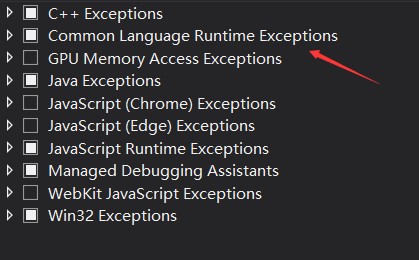 C++ Exceptions
Common Language Runtime Exceptions
GPU Memory Access Exceptions
Java Exceptions
JavaScript (Chrome) Exceptions
JavaScript (Edge) Exceptions
JavaScript Runtime Exceptions
Managed Debugging Assistants
WebKit JavaScript Exceptions
Win32 Exceptions